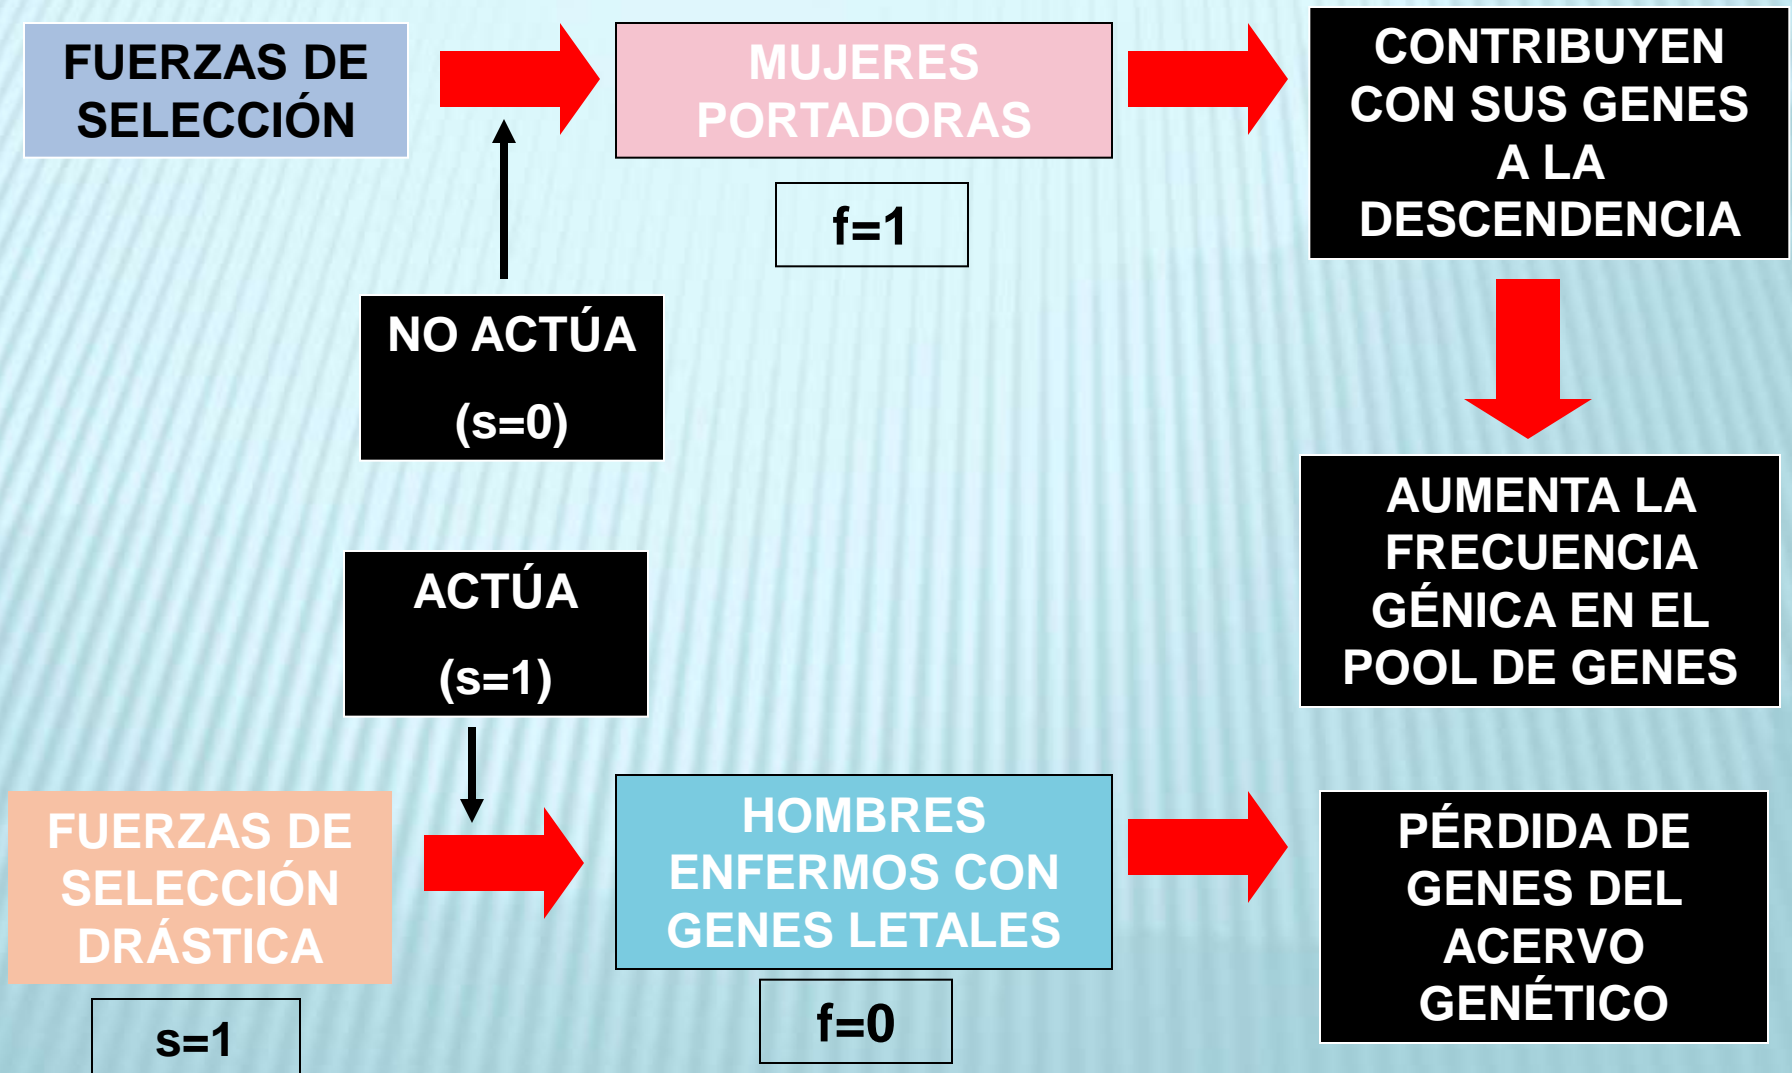 FUERZAS DE
SELECCIÓN
MUJERES
PORTADORAS
f=1
CONTRIBUYEN
CON SUS GENES
A LA
DESCENDENCIA
NO ACTÚA
(s=0)
AUMENTA LA
FRECUENCIA
GÉNICA EN EL
POOL DE GENES
ACTÚA
(s=1)
FUERZAS DE
SELECCIÓN
DRÁSTICA
s=1
HOMBRES
ENFERMOS CON
GENES LETALES
f=0
PÉRDIDA DE
GENES DEL
ACERVO
GENÉTICO